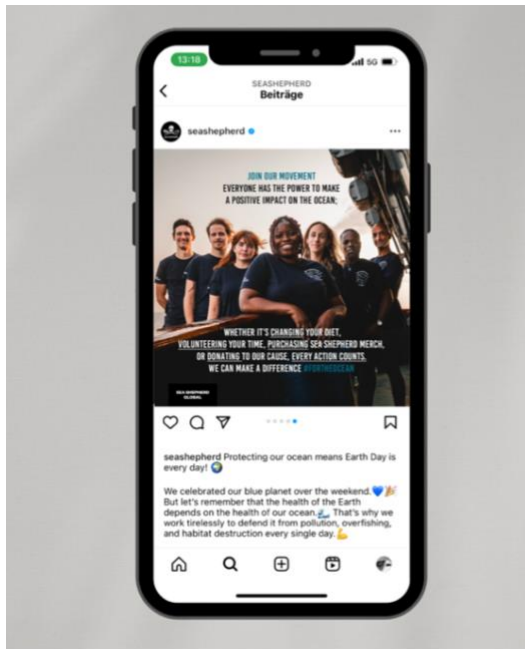 13:18
5G
SEASHEPHERD
Beiträge
seashepherd
JOIN OUR MOVEMENT
EVERYONE HAS THE POWER TO MAKE
A POSITIVE IMPACT ON THE OCEAN;
WHETHER IT'S CHANGING YOUR DIET,
VOLUNTEERING YOUR TIME, PURCHASING SEA SHEPHERD MERCH,
OR DONATING TO OUR CAUSE, EVERY ACTION COUNTS.
WE CAN MAKE A DIFFERENCE #FORTHEOCEAN
SEA SHEPHERD
GLOBAL
seashepherd Protecting our ocean means Earth Day is
every day! 🌍
We celebrated our blue planet over the weekend.💙🎉
But let's remember that the health of the Earth
depends on the health of our ocean.🌊 That's why we
work tirelessly to defend it from pollution, overfishing,
and habitat destruction every single day.💪